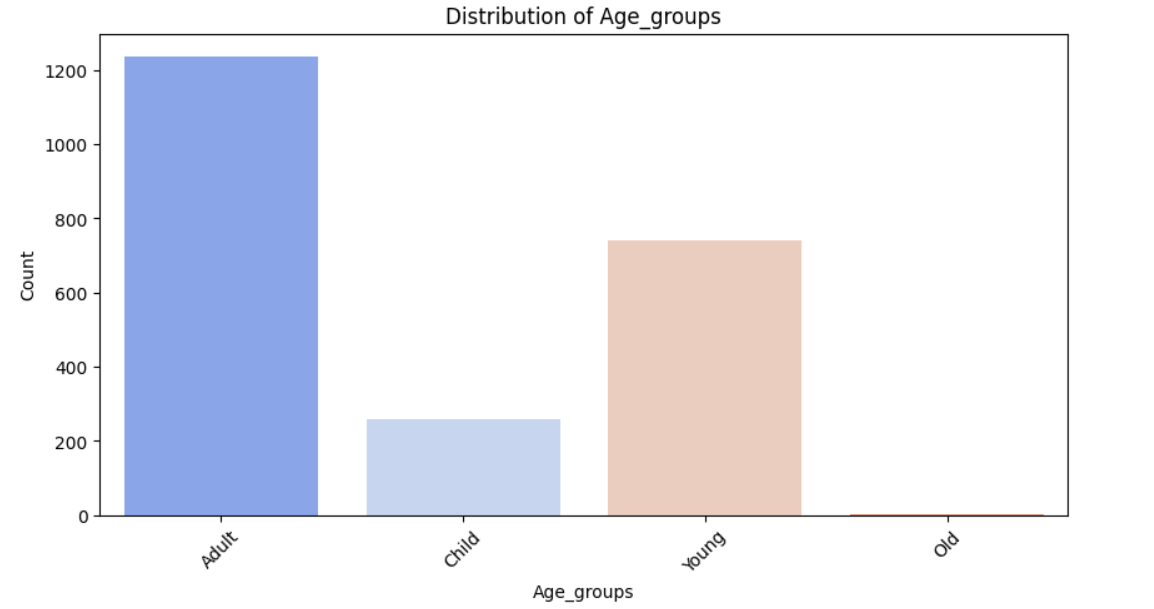 Distribution of Age_groups
1200
1000
800
600
400
200
0
Count
Adult
Child
Young
Old
Age_groups